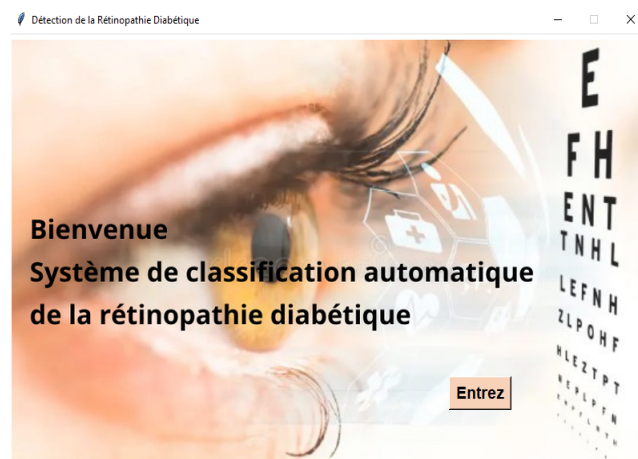 Détection de la Rétinopathie Diabétique
Bienvenue
Système de classification automatique
de la rétinopathie diabétique
Entrez
E
F H
E N T
T N H L
L E F N H
Z L P O H F
H L E Z T P T